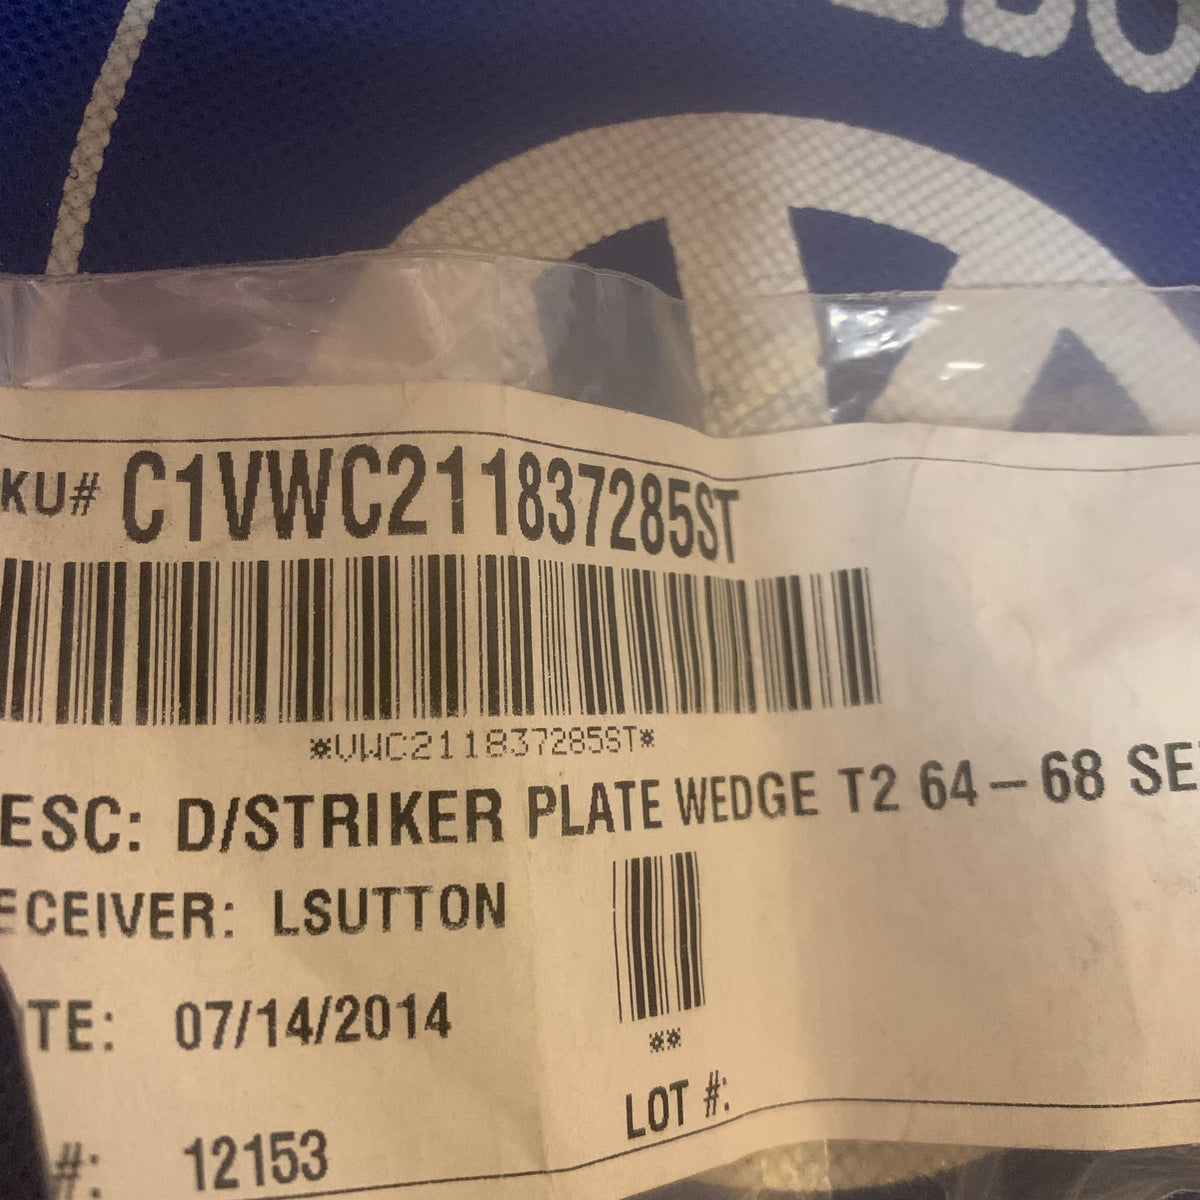 KU# C1VWC211837285ST
*VWC211837285ST*
ESC: D/STRIKER PLATE WEDGE T2 64-68 SE
ECEIVER: LSUTTON
TE: 07/14/2014
**
LOT #:
#: 12153